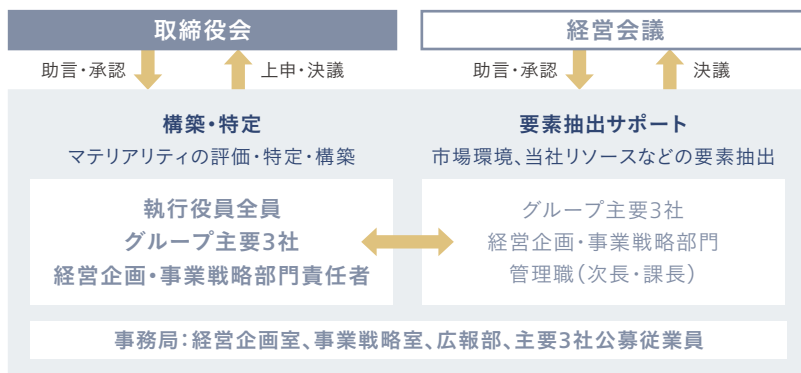 取締役会
経営会議
助言・承認
上申・決議
助言・承認
決議
構築・特定
マテリアリティの評価・特定・構築
執行役員全員
グループ主要3社
経営企画・事業戦略部門責任者
要素抽出サポート
市場環境、当社リソースなどの要素抽出
グループ主要3社
経営企画・事業戦略部門
管理職(次長・課長)
事務局:経営企画室、事業戦略室、広報部、主要3社公募従業員